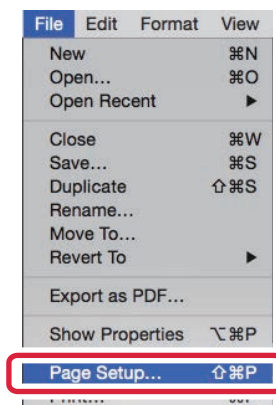 File Edit Format View
New ⌘N
Open... ⌘O
Open Recent ▶
Close ⌘W
Save... ⌘S
Duplicate ⇧⌘S
Rename...
Move To...
Revert To ▶
Export as PDF...
Show Properties ⌥⌘P
Page Setup... ⇧⌘P